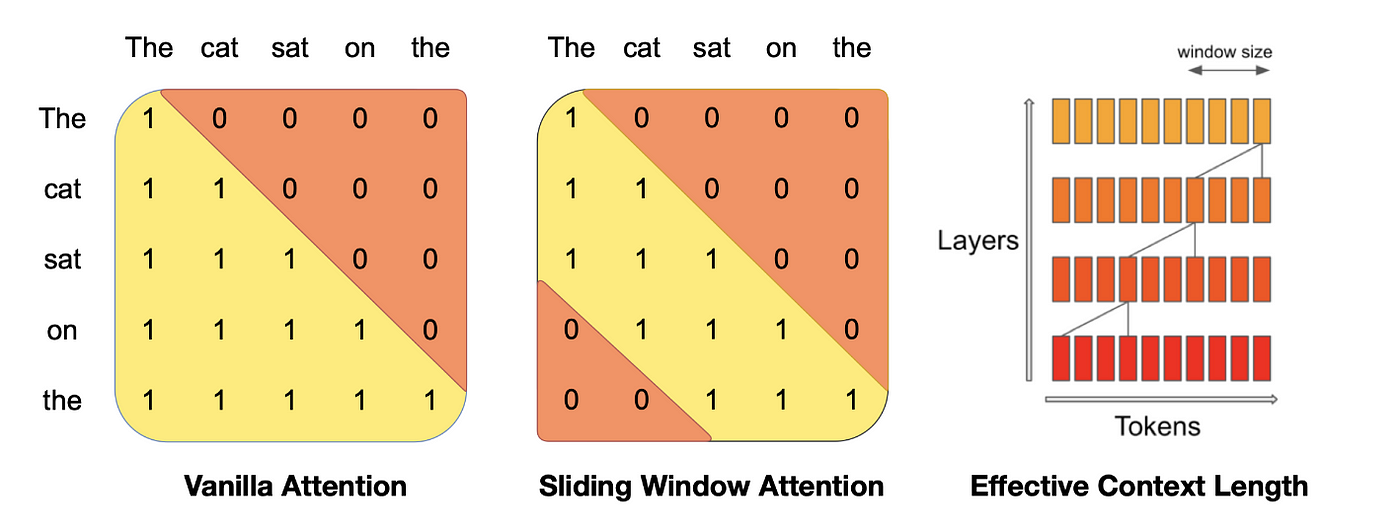 The cat sat on the
The 1 0 0 0 0
cat 1 1 0 0 0
sat 1 1 1 0 0
on 1 1 1 1 0
the 1 1 1 1 1
Vanilla Attention
The cat sat on the
1 0 0 0 0
1 1 0 0 0
1 1 1 0 0
0 1 1 1 0
0 0 1 1 1
Sliding Window Attention
window size
Layers
Tokens
Effective Context Length